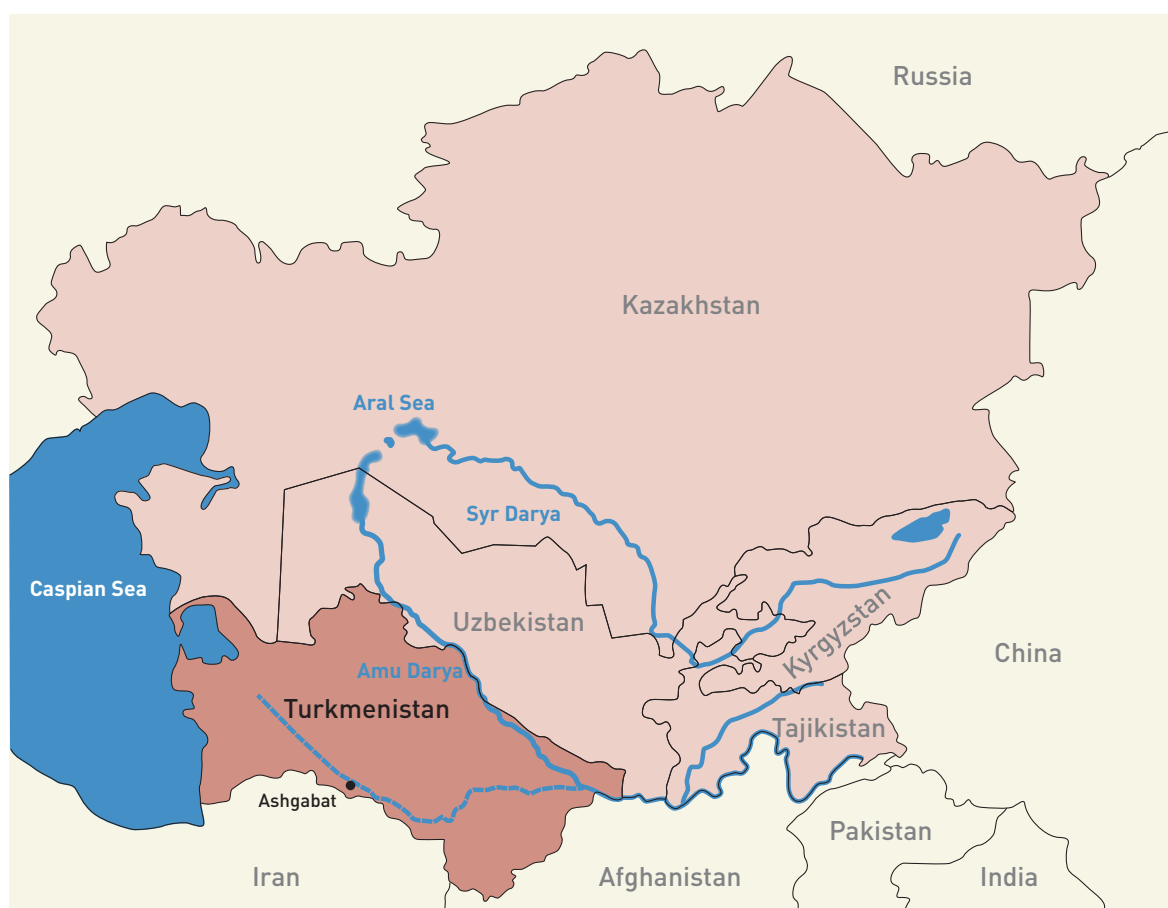 Russia
Kazakhstan
Aral Sea
Syr Darya
Caspian Sea
Uzbekistan
Kyrgyzstan
China
Amu Darya
Turkmenistan
Tajikistan
Ashgabat
Pakistan
Iran
Afghanistan
India